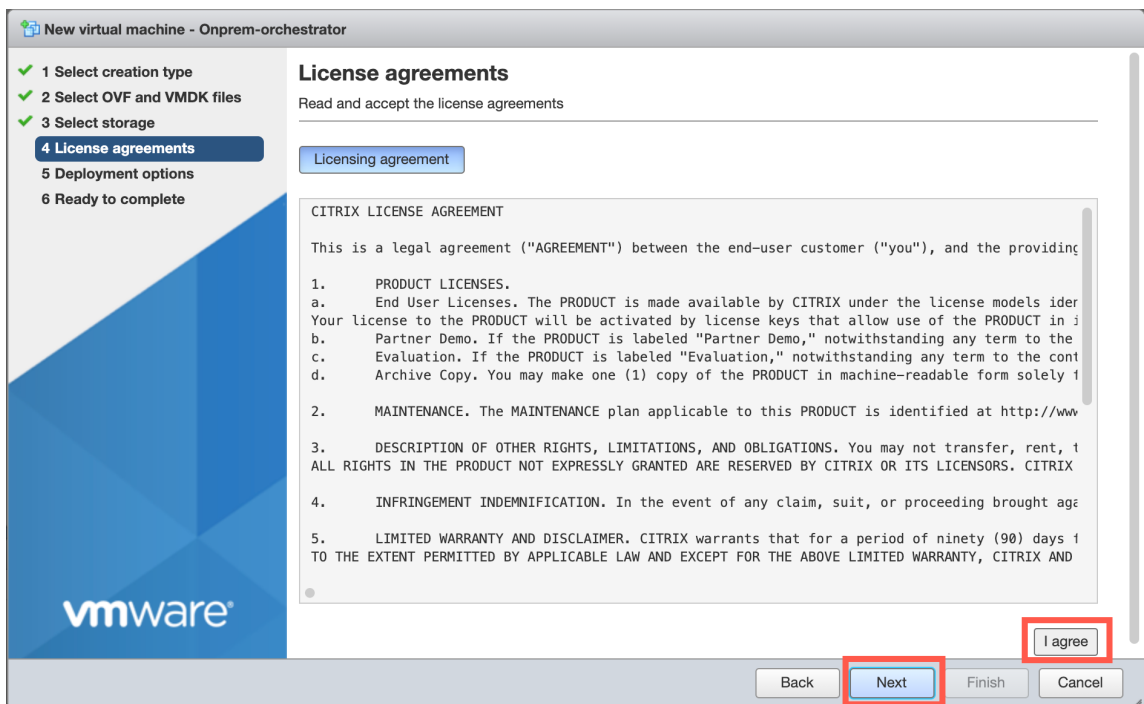 New virtual machine - Onprem-orchestrator
1 Select creation type
2 Select OVF and VMDK files
3 Select storage
4 License agreements
5 Deployment options
6 Ready to complete
License agreements
Read and accept the license agreements
Licensing agreement
CITRIX LICENSE AGREEMENT
This is a legal agreement ("AGREEMENT") between the end-user customer ("you"), and the providing
1. PRODUCT LICENSES.
a. End User Licenses. The PRODUCT is made available by CITRIX under the license models
Your license to the PRODUCT will be activated by license keys that allow use of the PRODUCT in
b. Partner Demo. If the PRODUCT is labeled "Partner Demo," notwithstanding any term to the
c. Evaluation. If the PRODUCT is labeled "Evaluation," notwithstanding any term to the
d. Archive Copy. You may make one (1) copy of the PRODUCT in machine-readable form solely
2. MAINTENANCE. The MAINTENANCE plan applicable to this PRODUCT is identified at
3. DESCRIPTION OF OTHER RIGHTS, LIMITATIONS, AND OBLIGATIONS. You may not transfer, rent,
ALL RIGHTS IN THE PRODUCT NOT EXPRESSLY GRANTED ARE RESERVED BY CITRIX OR ITS LICENSORS. CITRIX
4. INFRINGEMENT INDEMNIFICATION. In the event of any claim, suit, or proceeding brought
5. LIMITED WARRANTY AND DISCLAIMER. CITRIX warrants that for a period of ninety (90) days
TO THE EXTENT PERMITTED BY APPLICABLE LAW AND EXCEPT FOR THE ABOVE LIMITED WARRANTY, CITRIX AND
vmware®
I agree
Back
Next
Finish
Cancel